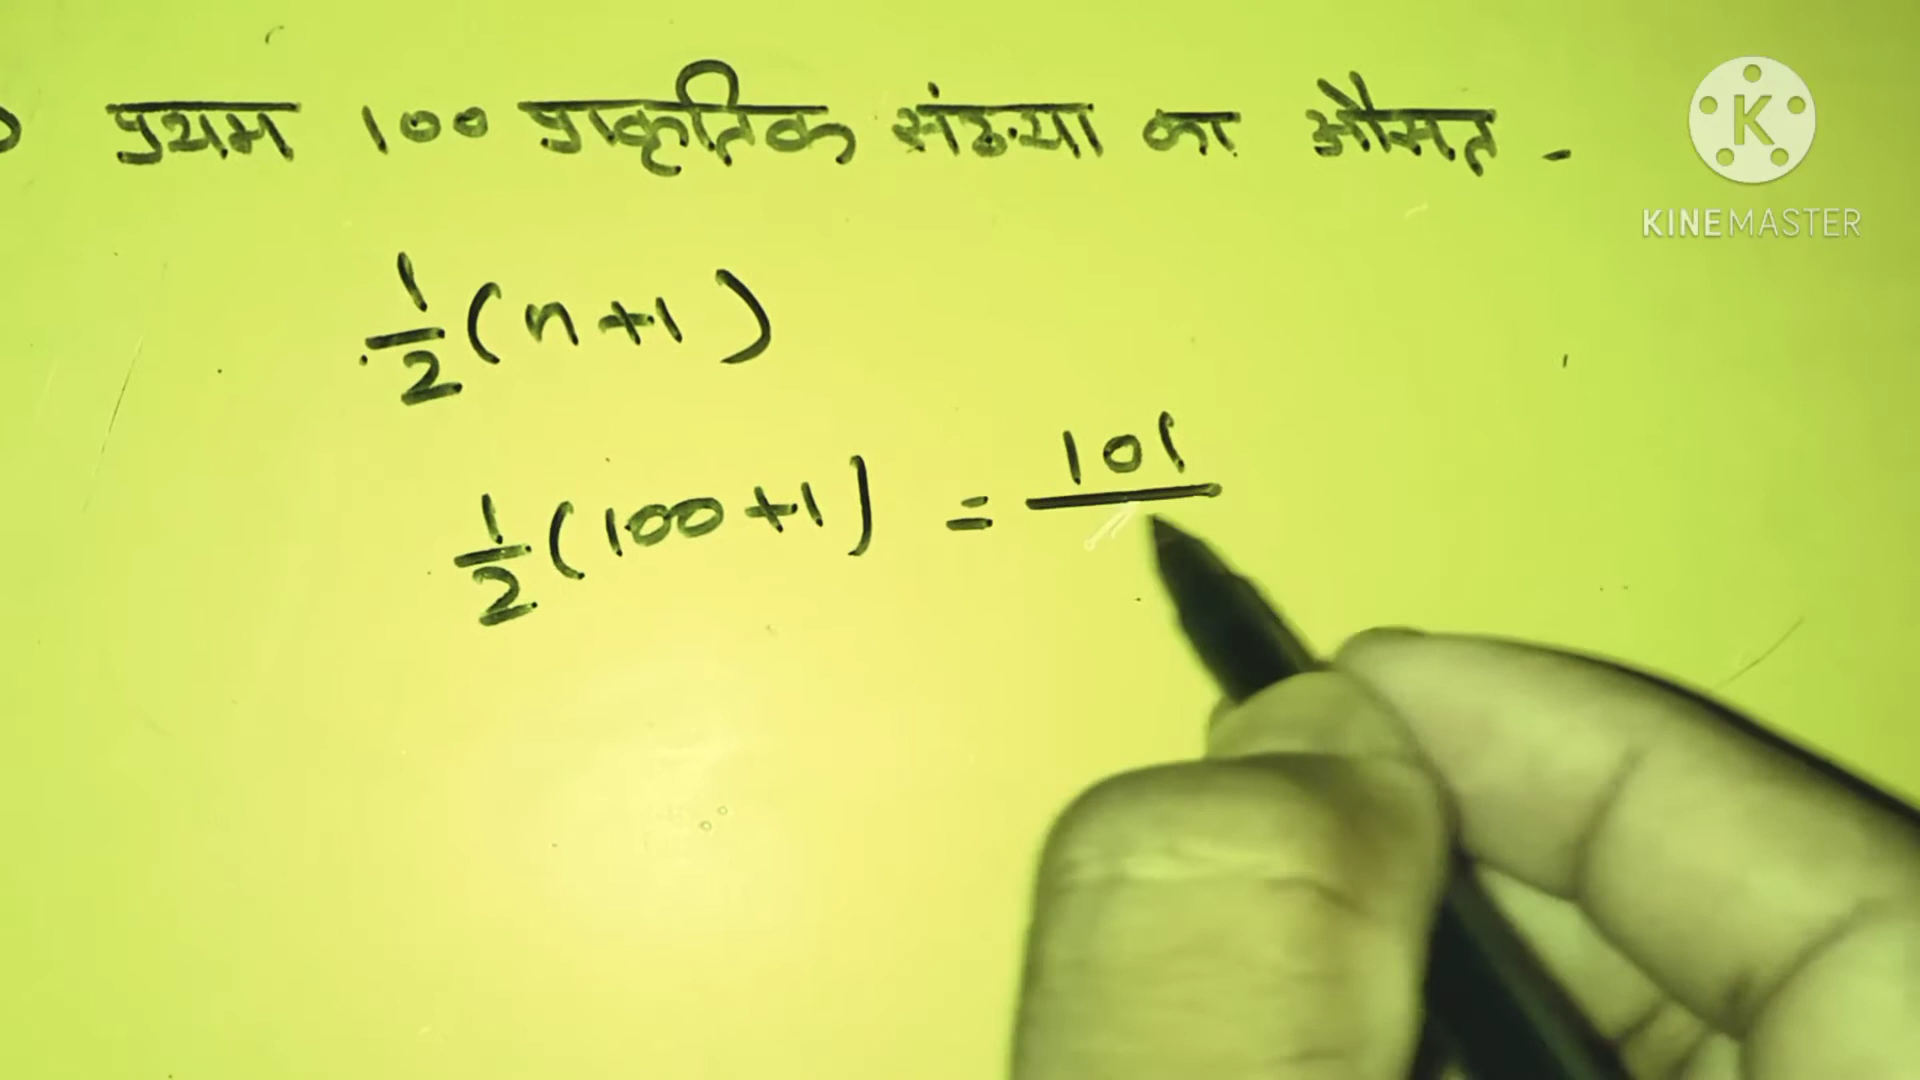 प्रथम 100 प्राकृतिक संख्या का औसत -
K
KINEMASTER
1/2 (n+1)
1/2 (100+1) = 101/